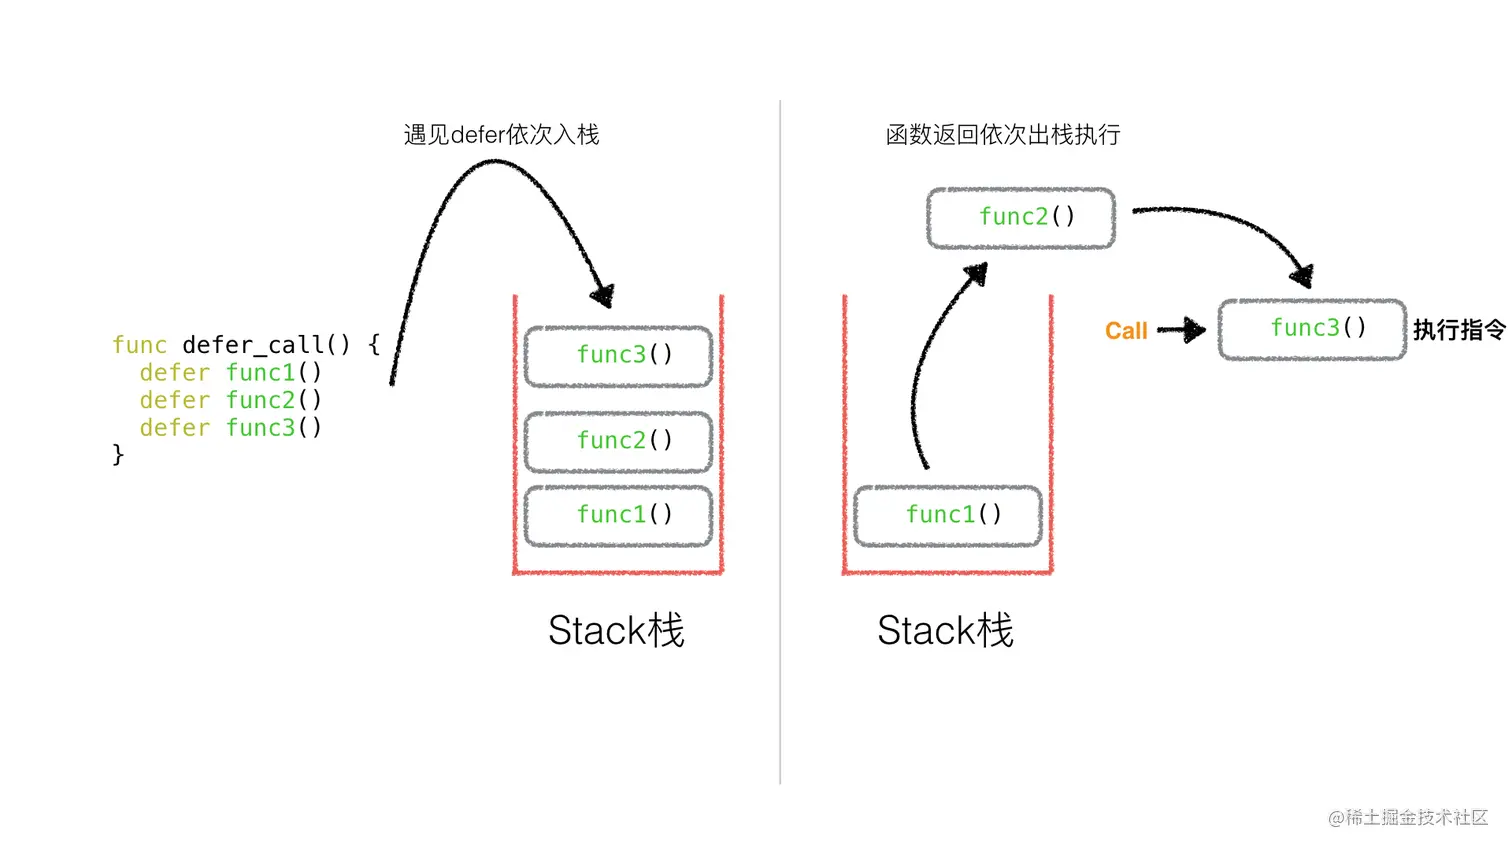 遇见defer依次入栈
func defer_call() {
  defer func1()
  defer func2()
  defer func3()
}
func3()
func2()
func1()
Stack栈
函数返回依次出栈执行
func2()
Call
func3()
执行指令
func1()
Stack栈
@稀土掘金技术社区